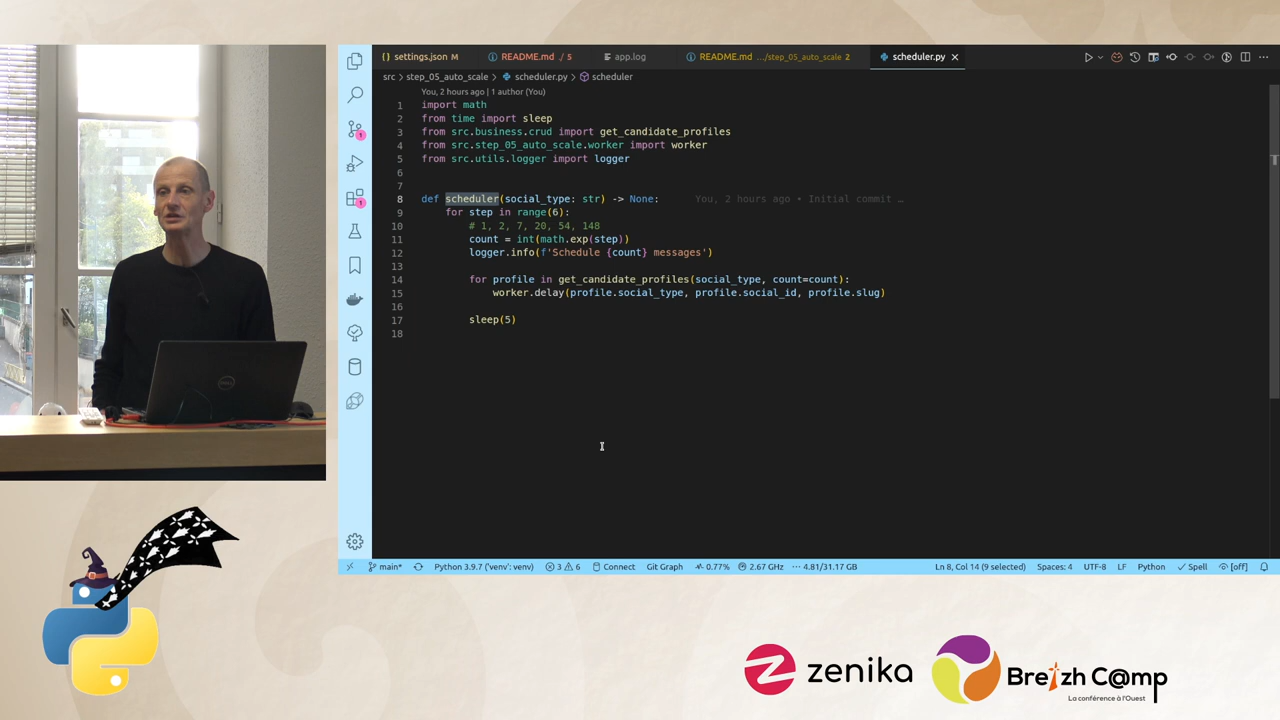 settings.json M
README.md ./ 5
app.log
README.md .../step_05_auto_scale 2
scheduler.py
src > step_05_auto_scale > scheduler.py > scheduler
You, 2 hours ago | 1 author (You)
1 import math
2 from time import sleep
3 from src.business.crud import get_candidate_profiles
4 from src.step_05_auto_scale.worker import worker
5 from src.utils.logger import logger
6
7
8 def scheduler(social_type: str) -> None: You, 2 hours ago • Initial commit …
9 for step in range(6):
10 # 1, 2, 7, 20, 54, 148
11 count = int(math.exp(step))
12 logger.info(f'Schedule {count} messages')
13
14 for profile in get_candidate_profiles(social_type, count=count):
15 worker.delay(profile.social_type, profile.social_id, profile.slug)
16
17 sleep(5)
18
1
1
DELL
main* Python 3.9.7 ('venv': venv) 3 6 Connect Git Graph 0.77% 2.67 GHz 4.81/31.17 GB Ln 8, Col 14 (9 selected) Spaces: 4 UTF-8 LF Python Spell [off]
zenika
Breizh C@mp
La conférence à l'Ouest